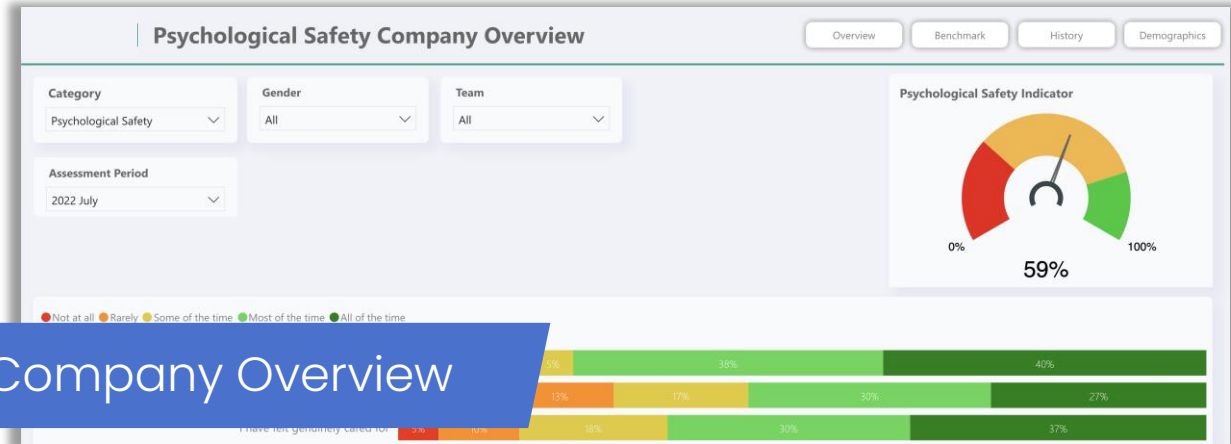 Psychological Safety Company Overview
Overview
Benchmark
History
Demographics
Category
Psychological Safety
Gender
All
Team
All
Psychological Safety Indicator
0%
100%
59%
Assessment Period
2022 July
Not at all Rarely Some of the time Most of the time All of the time
Company Overview
5% 38% 40%
13% 17% 30% 27%
I have felt genuinely cared for 5% 10% 18% 30% 37%